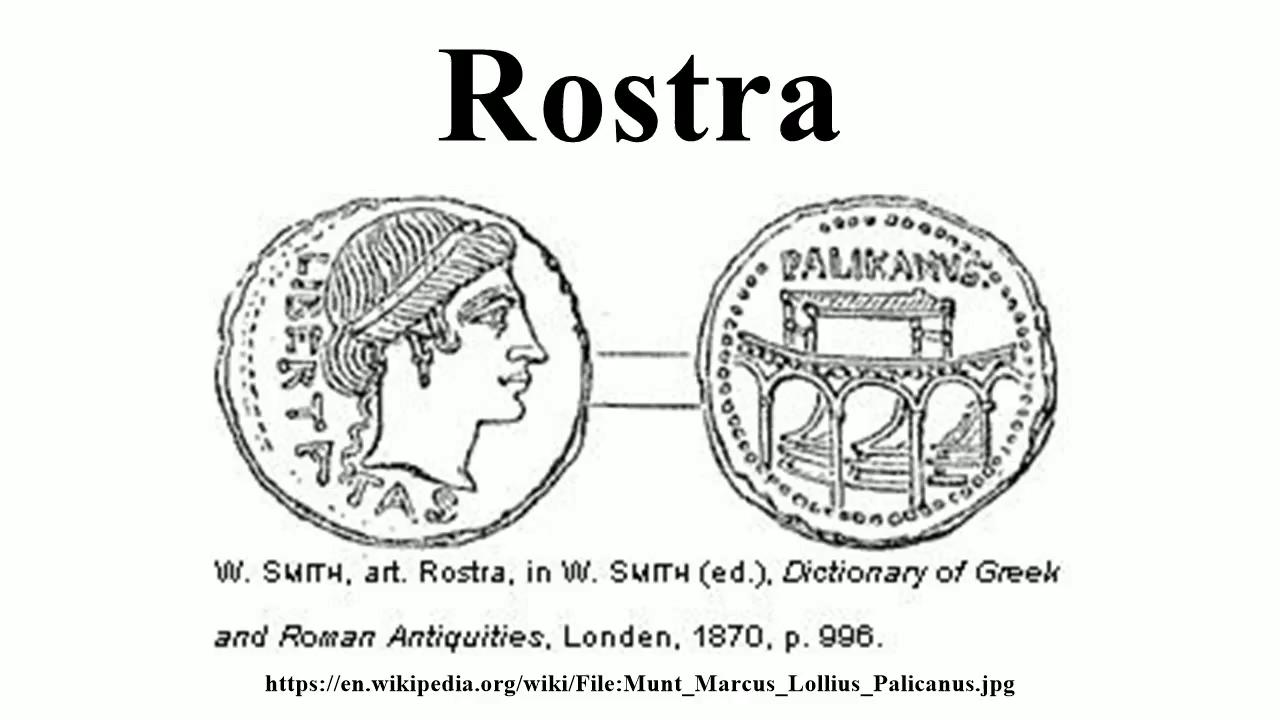 Rostra
LIBERTATAS
PALIKANVS
W. SMITH, art. Rostra, in W. SMITH (ed.), Dictionary of Greek
and Roman Antiquities, Londen, 1870, p. 996.
https://en.wikipedia.org/wiki/File:Munt_Marcus_Lollius_Palicanus.jpg